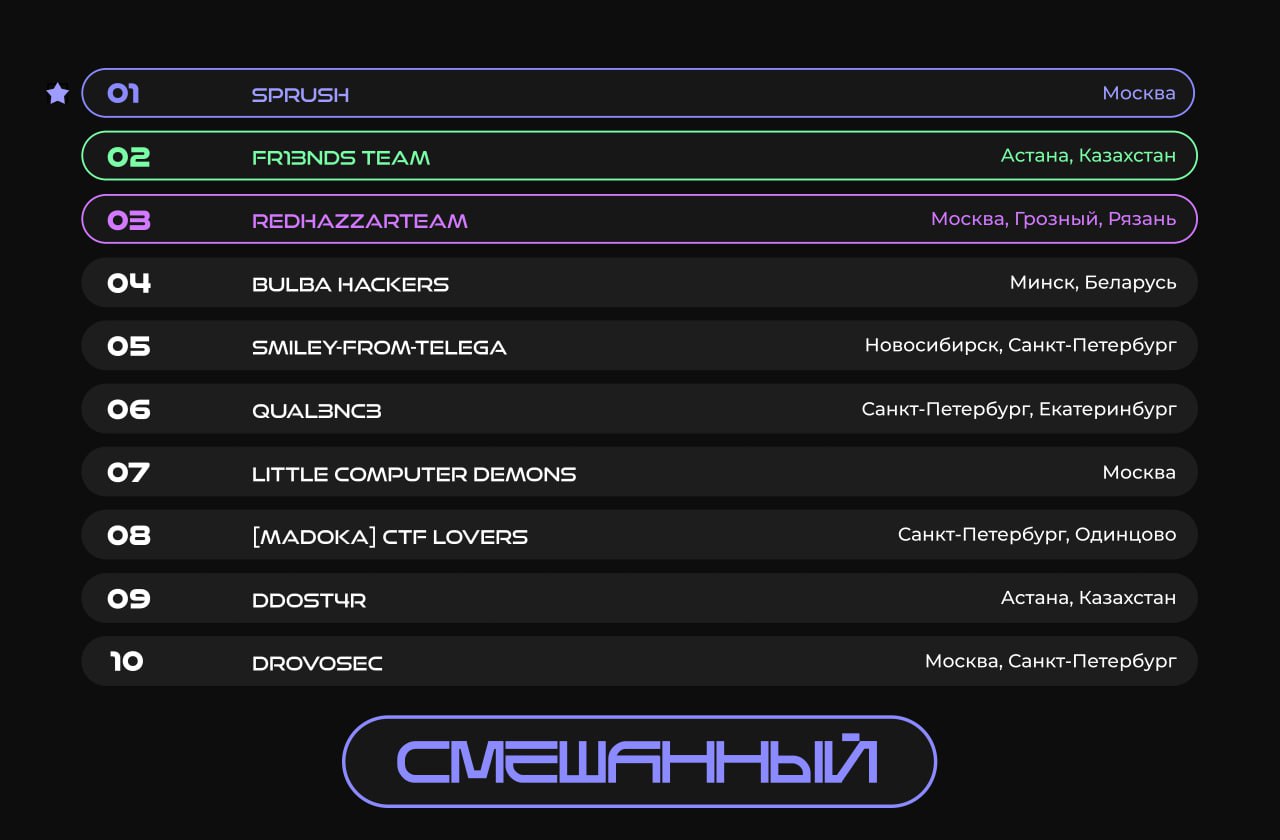 01 SPRUSH Москва
02 FR13NDS TEAM Астана, Казахстан
03 REDHAZZARTEAM Москва, Грозный, Рязань
04 BULBA HACKERS Минск, Беларусь
05 SMILEY-FROM-TELEGA Новосибирск, Санкт-Петербург
06 QUAL3NC3 Санкт-Петербург, Екатеринбург
07 LITTLE COMPUTER DEMONS Москва
08 [MADOKA] CTF LOVERS Санкт-Петербург, Одинцово
09 DDOST4R Астана, Казахстан
10 DROVOSEC Москва, Санкт-Петербург
СМЕШАННЫЙ